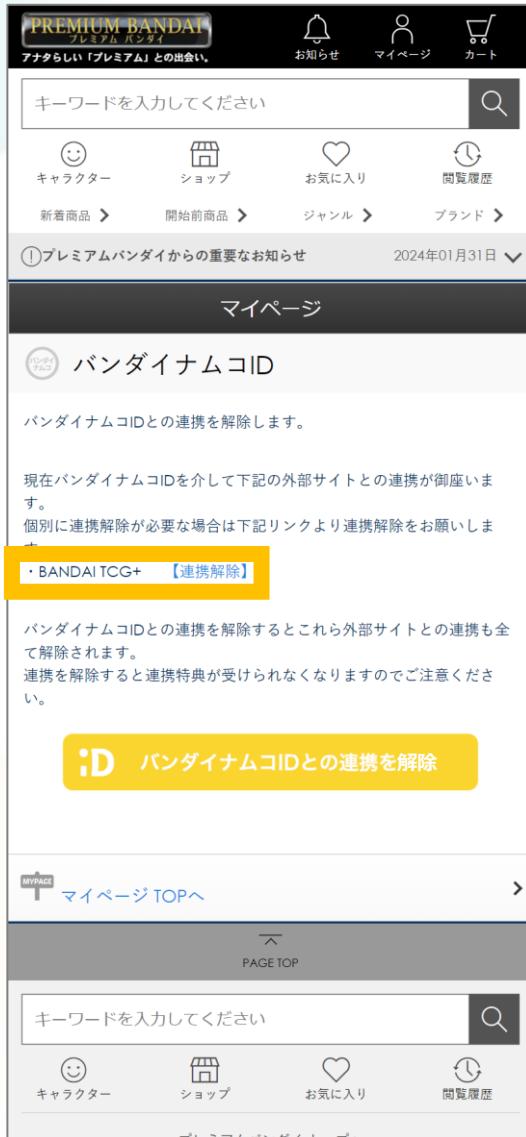 PREMIUM BANDAI
プレミアム バンダイ
アナタらしい「プレミアム」との出会い。
お知らせ
マイページ
カート
キーワードを入力してください
キャラクター
ショップ
お気に入り
閲覧履歴
新着商品
開始前商品
ジャンル
ブランド
プレミアムバンダイからの重要なお知らせ 2024年01月31日
マイページ
バンダイナムコ
バンダイナムコID
バンダイナムコIDとの連携を解除します。
現在バンダイナムコIDを介して下記の外部サイトとの連携が御座いま
す。
個別に連携解除が必要な場合は下記リンクより連携解除をお願いしま
・BANDAI TCG+ 【連携解除】
バンダイナムコIDとの連携を解除するとこれら外部サイトとの連携も全
て解除されます。
連携を解除すると連携特典が受けられなくなりますのでご注意くださ
い。
iD バンダイナムコIDとの連携を解除
MYPAGE
マイページ TOPへ
PAGE TOP
キーワードを入力してください
キャラクター
ショップ
お気に入り
閲覧履歴